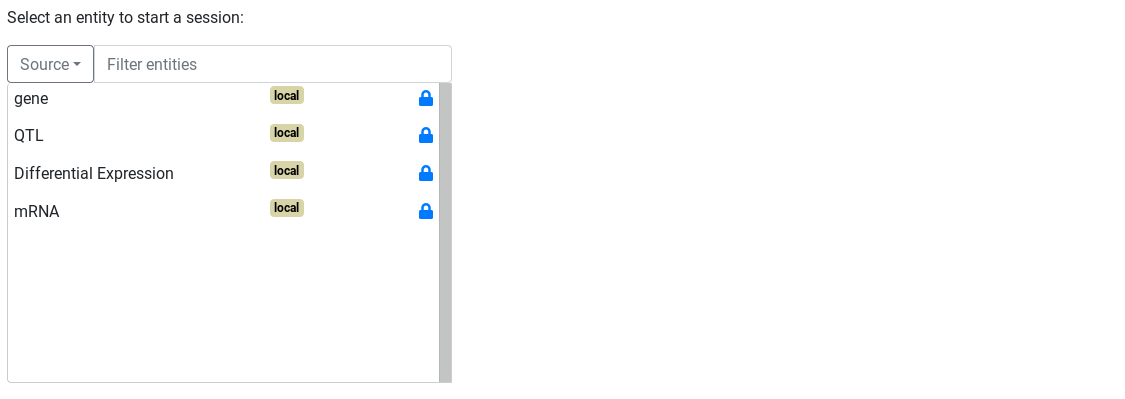 Select an entity to start a session:
Source Filter entities
gene local
QTL local
Differential Expression local
mRNA local